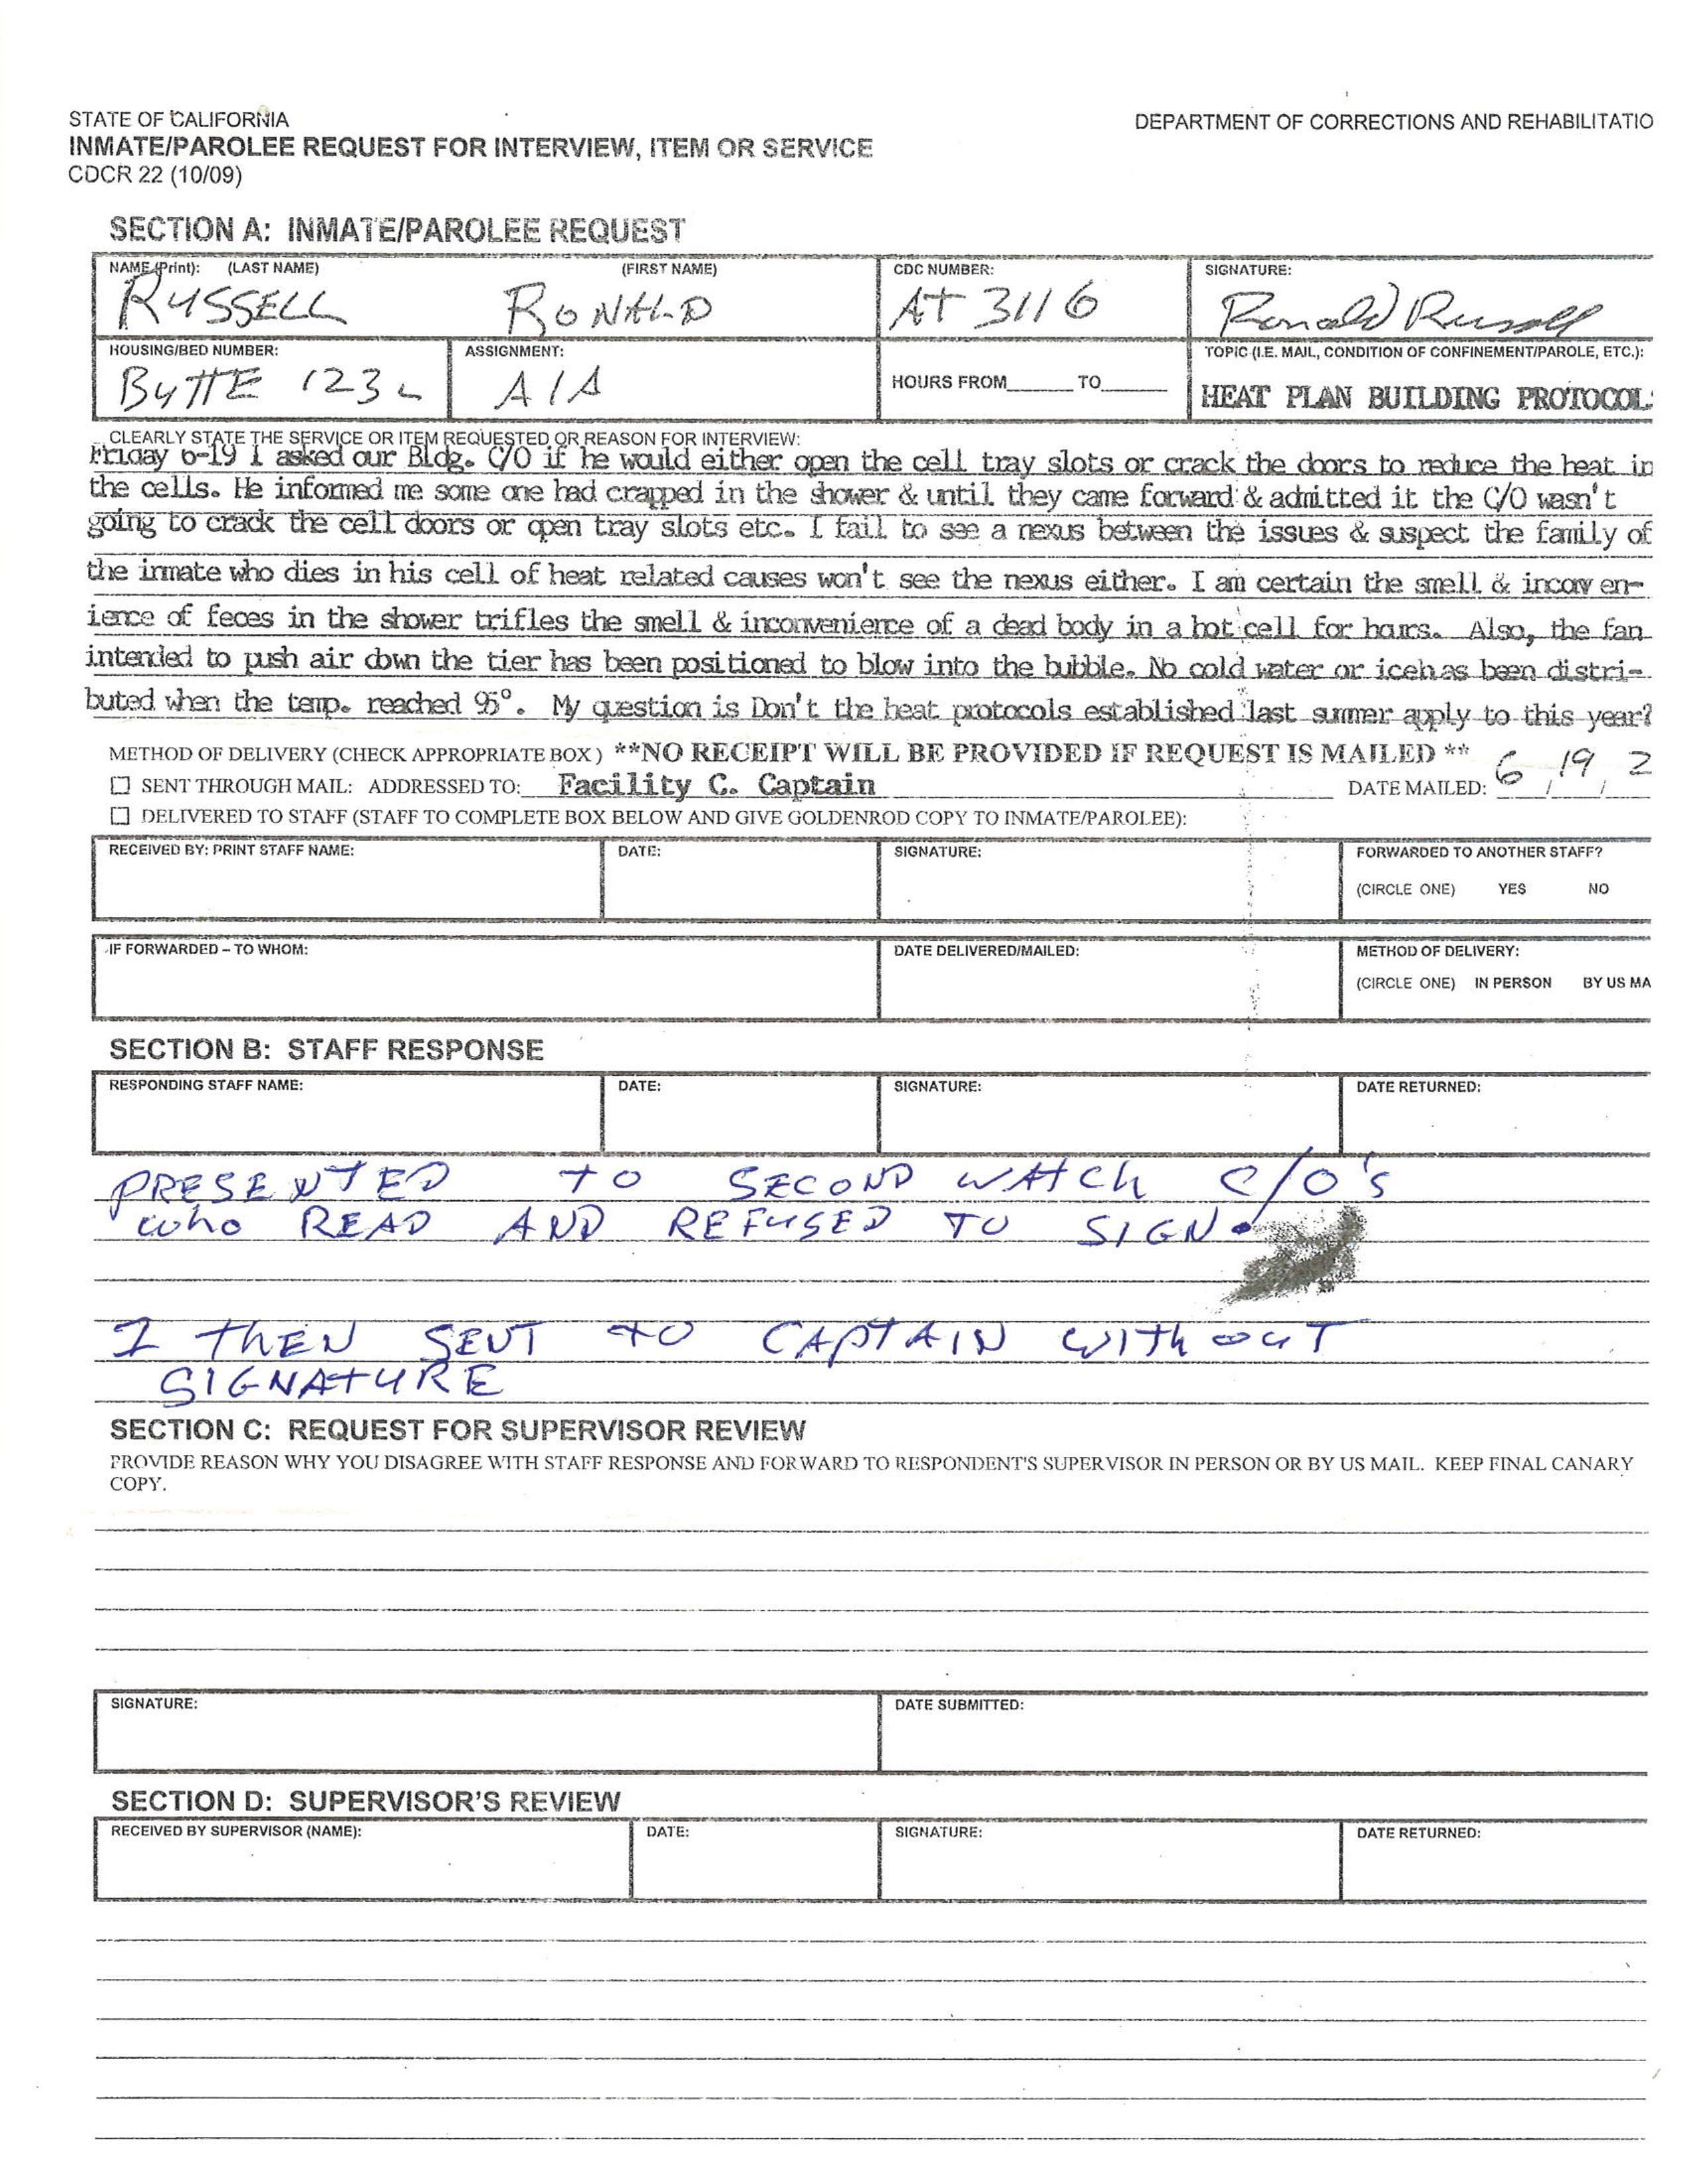 STATE OF CALIFORNIA
DEPARTMENT OF CORRECTIONS AND REHABILITATIO
INMATE/PAROLEE REQUEST FOR INTERVIEW, ITEM OR SERVICE
CDCR 22 (10/09)
SECTION A: INMATE/PAROLEE REQUEST
NAME (Print): (LAST NAME) (FIRST NAME)
RUSSELL RONALD
CDC NUMBER:
AT 3116
SIGNATURE:
Ronald Russell
HOUSING/BED NUMBER:
BUTTE 123L
ASSIGNMENT:
A1A
HOURS FROM______ TO______
TOPIC (I.E. MAIL, CONDITION OF CONFINEMENT/PAROLE, ETC.):
HEAT PLAN BUILDING PROTOCOL
CLEARLY STATE THE SERVICE OR ITEM REQUESTED OR REASON FOR INTERVIEW:
Friday 6-19 I asked our Bldg. C/O if he would either open the cell tray slots or crack the doors to reduce the heat in
the cells. He informed me some one had crapped in the shower & until they came forward & admitted it the C/O wasn't
going to crack the cell doors or open tray slots etc. I fail to see a nexus between the issues & suspect the family of
the inmate who dies in his cell of heat related causes won't see the nexus either. I am certain the smell & inconven-
ience of feces in the shower trifles the smell & inconvenience of a dead body in a hot cell for hours. Also, the fan
intended to push air down the tier has been positioned to blow into the bubble. No cold water or icehas been distri-
buted when the temp. reached 95°. My question is Don't the heat protocols established last summer apply to this year?
METHOD OF DELIVERY (CHECK APPROPRIATE BOX) **NO RECEIPT WILL BE PROVIDED IF REQUEST IS MAILED **
☐ SENT THROUGH MAIL: ADDRESSED TO: Facility C. Captain DATE MAILED: 6 / 19 / 2
☐ DELIVERED TO STAFF (STAFF TO COMPLETE BOX BELOW AND GIVE GOLDENROD COPY TO INMATE/PAROLEE):
RECEIVED BY: PRINT STAFF NAME:
DATE:
SIGNATURE:
FORWARDED TO ANOTHER STAFF?
(CIRCLE ONE) YES NO
IF FORWARDED – TO WHOM:
DATE DELIVERED/MAILED:
METHOD OF DELIVERY:
(CIRCLE ONE) IN PERSON BY US MA
SECTION B: STAFF RESPONSE
RESPONDING STAFF NAME:
DATE:
SIGNATURE:
DATE RETURNED:
PRESENTED TO SECOND WATCH C/O's
who READ AND REFUSED TO SIGN.
I THEN SENT TO CAPTAIN WITHOUT
SIGNATURE
SECTION C: REQUEST FOR SUPERVISOR REVIEW
PROVIDE REASON WHY YOU DISAGREE WITH STAFF RESPONSE AND FORWARD TO RESPONDENT'S SUPERVISOR IN PERSON OR BY US MAIL. KEEP FINAL CANARY
COPY.
SIGNATURE:
DATE SUBMITTED:
SECTION D: SUPERVISOR'S REVIEW
RECEIVED BY SUPERVISOR (NAME):
DATE:
SIGNATURE:
DATE RETURNED: